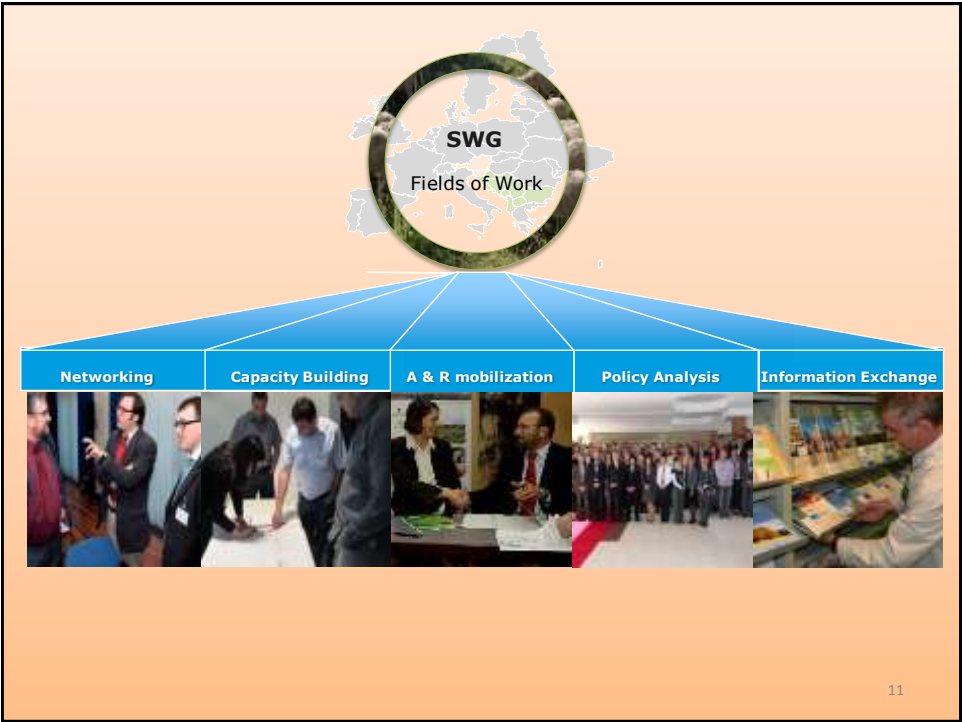 SWG
Fields of Work
Networking
Capacity Building
A & R mobilization
Policy Analysis
Information Exchange
11